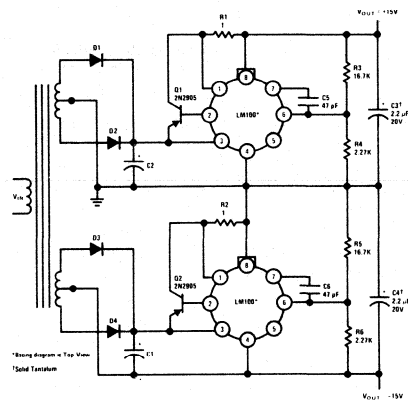 VOUT +15V
R1
1
D1
R3
16.7K
C5
47 pF
Q1
2N2905
1
8
7
2
LM100*
6
3
4
5
C3†
2.2 μF
20V
D2
R4
2.27K
C2
VIN
R2
1
D3
R5
16.7K
Q2
2N2905
1
8
7
C6
47 pF
2
LM100*
6
3
4
5
C4†
2.2 μF
20V
D4
R6
2.27K
C1
*Basing diagram is Top View
†Solid Tantalum
VOUT -15V